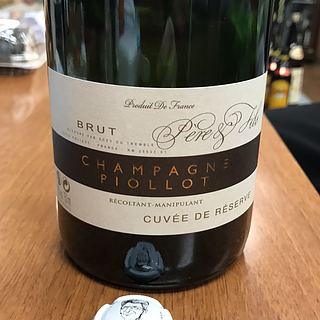 Produit De France
BRUT
Père & Fils
CHAMPAGNE
PIOLLOT
RÉCOLTANT-MANIPULANT
CUVÉE DE RÉSERVE